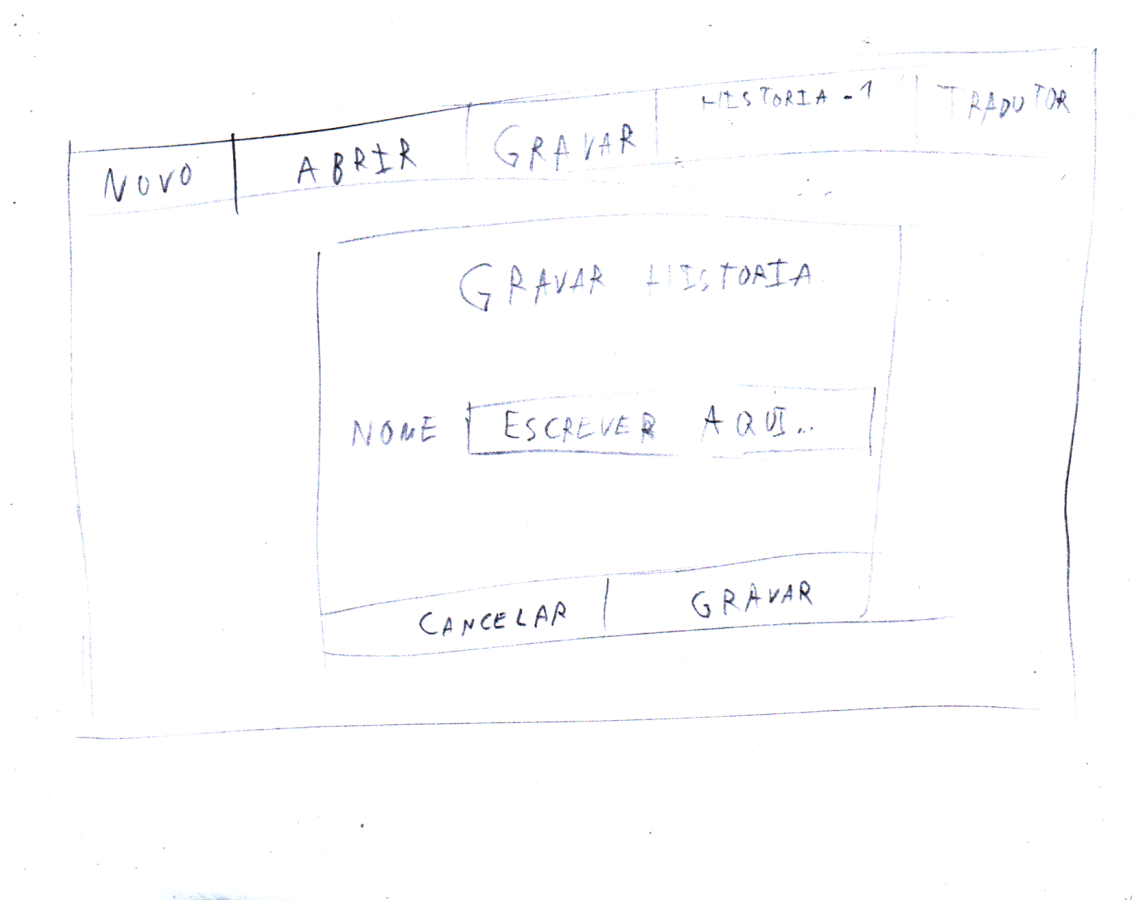 NOVO ABRIR GRAVAR HISTORIA - 1 TRADUTOR
GRAVAR HISTORIA
NOME ESCREVER AQUI..
CANCELAR GRAVAR